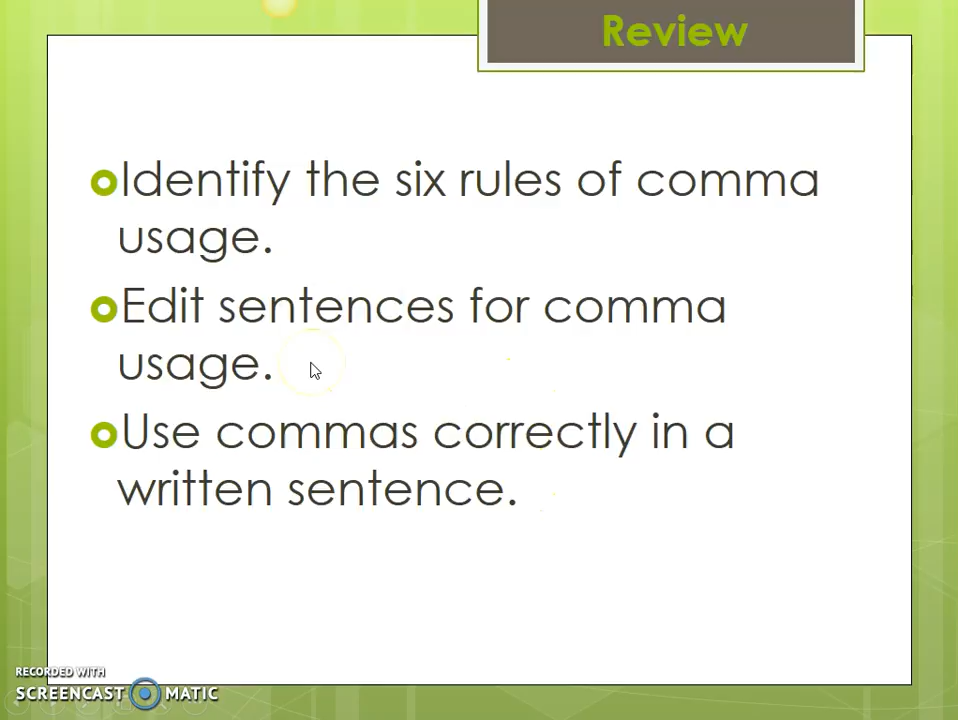 Review
Identify the six rules of comma
usage.
Edit sentences for comma
usage.
Use commas correctly in a
written sentence.
RECORDED WITH
SCREENCAST MATIC